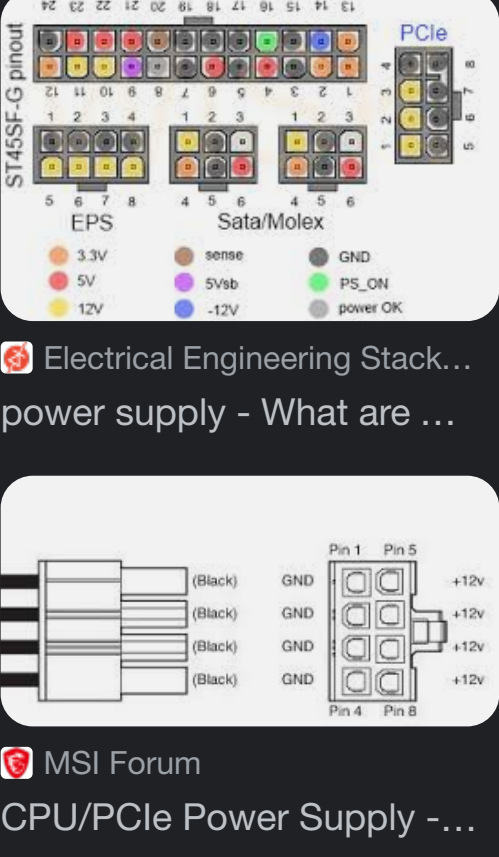 24 23 22 21 20 19 18 17 16 15 14 13
PCIe
ST45SF-G pinout
4 8
3
2 6
1 5
12 11 10 9 8 7 6 5 4 3 2 1
1 2 3 4 1 2 3 1 2 3
5 6 7 8 4 5 6 4 5 6
EPS Sata/Molex
3.3V sense GND
5V 5Vsb PS_ON
12V -12V power OK
Electrical Engineering Stack...
power supply - What are ...
Pin 1 Pin 5
(Black) GND +12v
(Black) GND +12v
(Black) GND +12v
(Black) GND +12v
Pin 4 Pin 8
MSI Forum
CPU/PCIe Power Supply -...